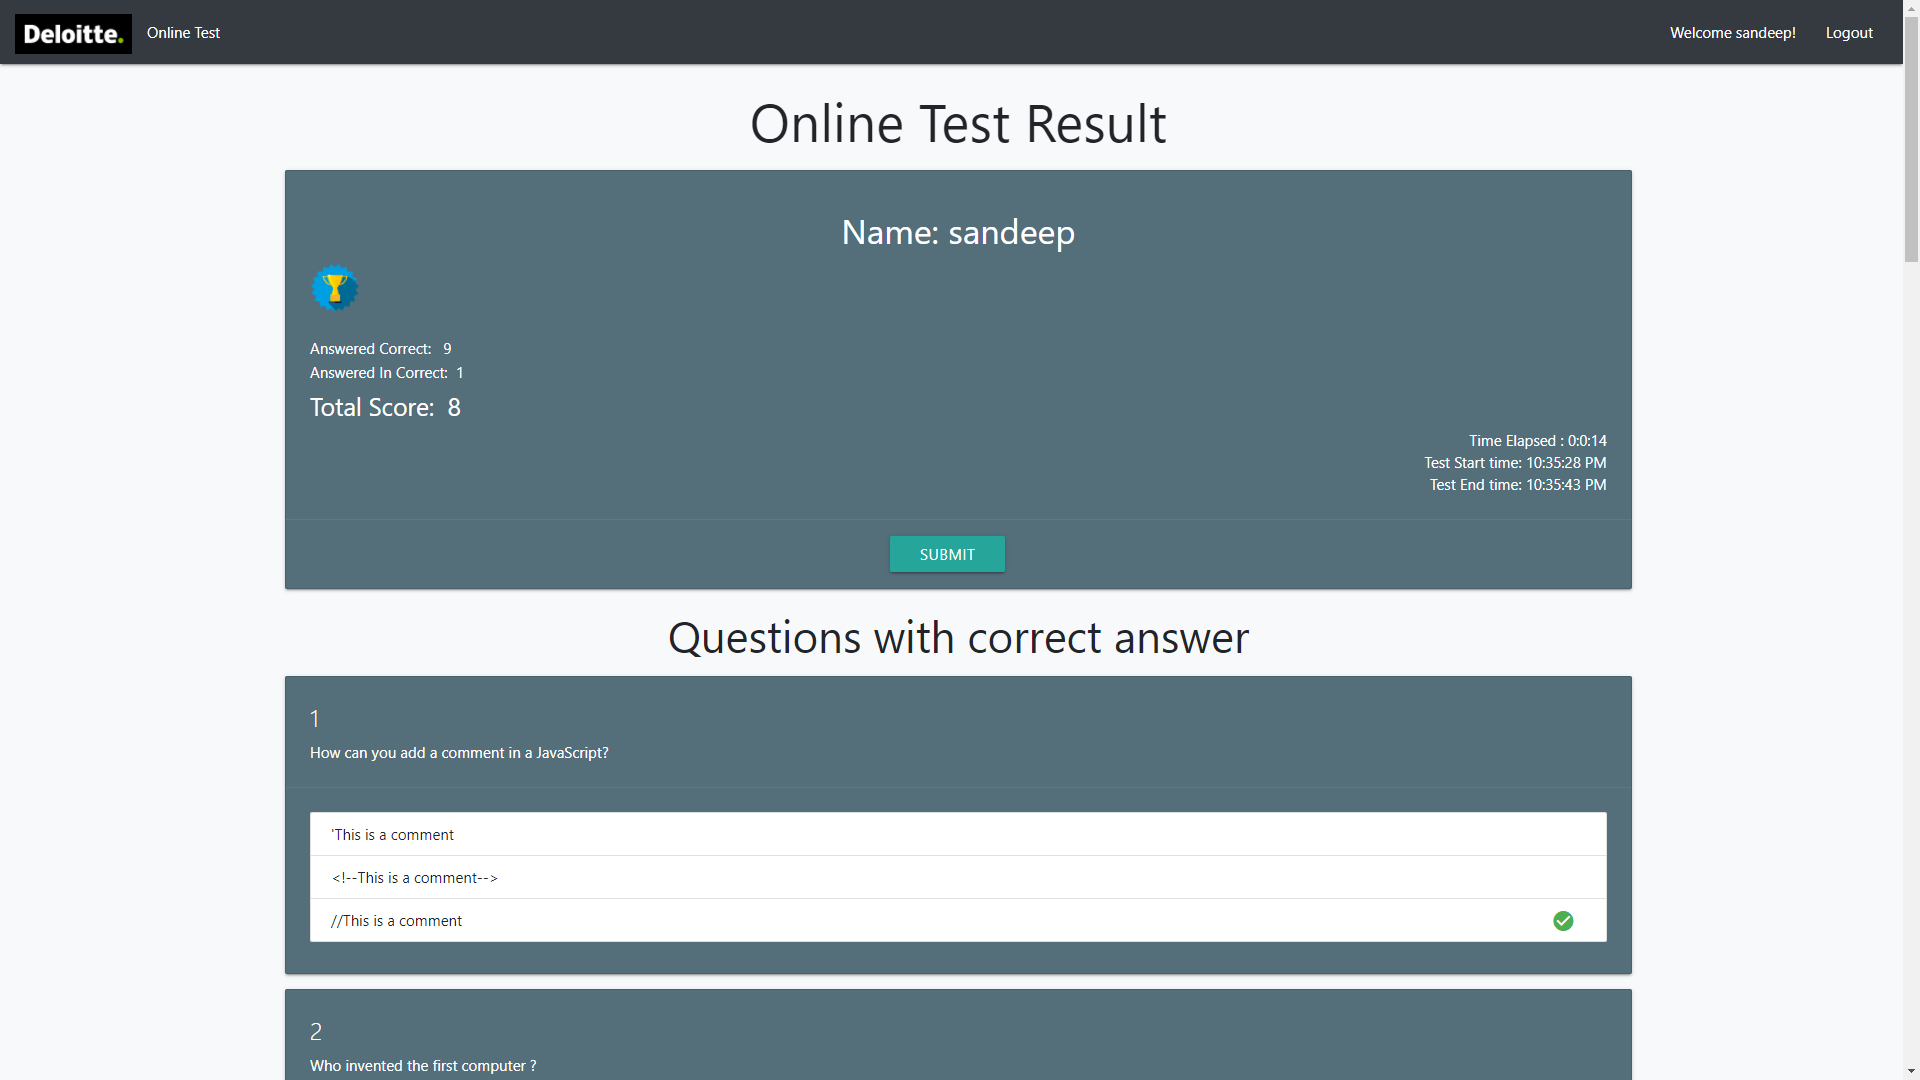 Deloitte.
Online Test
Welcome sandeep!
Logout
Online Test Result
Name: sandeep
Answered Correct: 9
Answered In Correct: 1
Total Score: 8
Time Elapsed : 0:0:14
Test Start time: 10:35:28 PM
Test End time: 10:35:43 PM
SUBMIT
Questions with correct answer
1
How can you add a comment in a JavaScript?
'This is a comment
<!--This is a comment-->
//This is a comment
2
Who invented the first computer ?